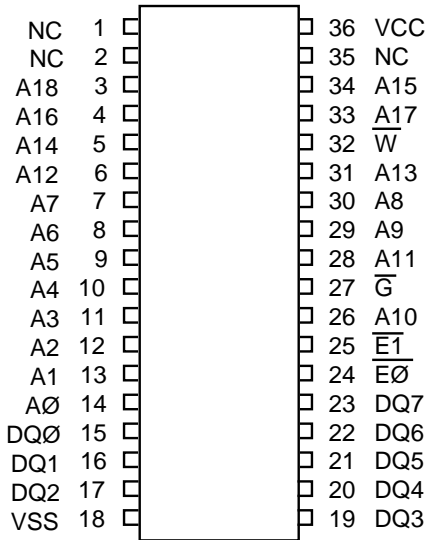 NC 1 36 VCC
NC 2 35 NC
A18 3 34 A15
A16 4 33 A17
A14 5 32 W̅
A12 6 31 A13
A7 7 30 A8
A6 8 29 A9
A5 9 28 A11
A4 10 27 G̅
A3 11 26 A10
A2 12 25 E̅1̅
A1 13 24 E̅Ø̅
AØ 14 23 DQ7
DQØ 15 22 DQ6
DQ1 16 21 DQ5
DQ2 17 20 DQ4
VSS 18 19 DQ3